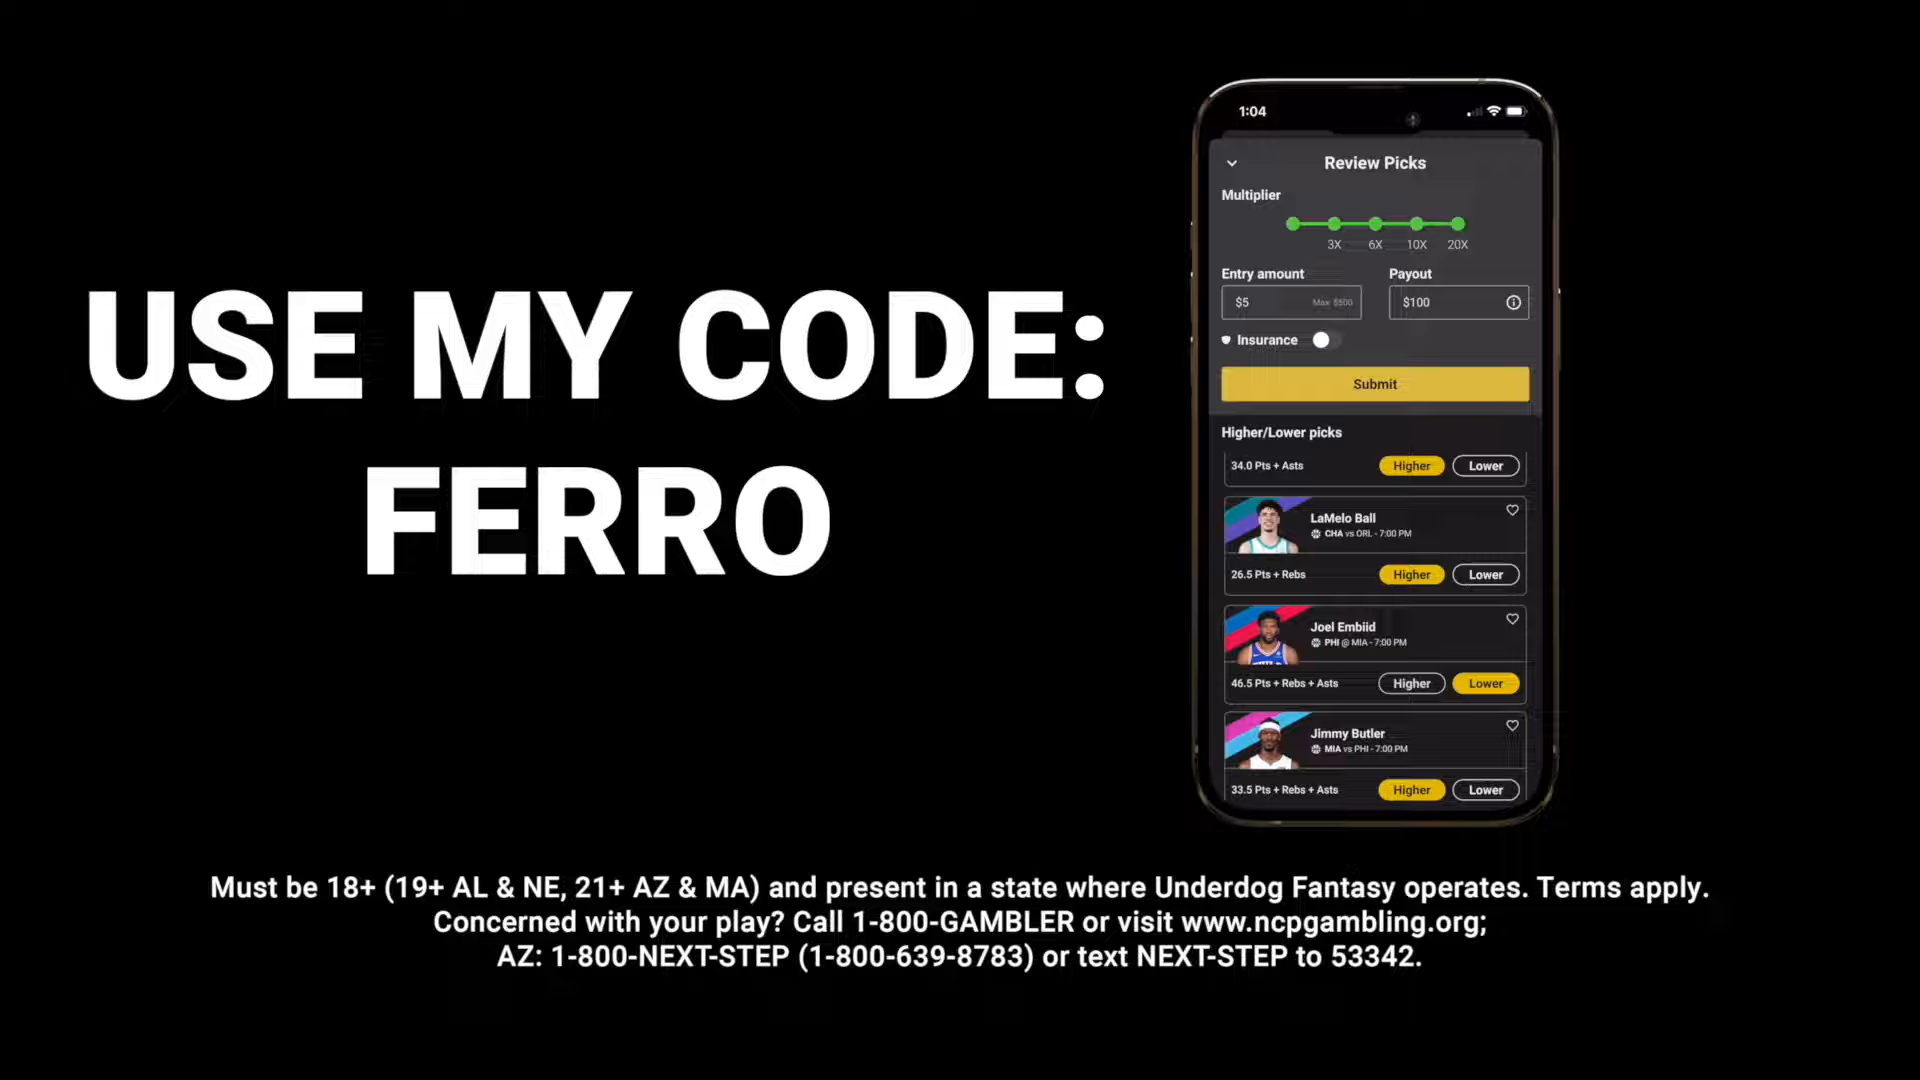 USE MY CODE:
FERRO
1:04
Review Picks
Multiplier
3X 6X 10X 20X
Entry amount Payout
$5 Max $500 $100
Insurance
Submit
Higher/Lower picks
34.0 Pts + Asts Higher Lower
LaMelo Ball
CHA vs ORL - 7:00 PM
26.5 Pts + Rebs Higher Lower
Joel Embiid
PHI @ MIA - 7:00 PM
46.5 Pts + Rebs + Asts Higher Lower
Jimmy Butler
MIA vs PHI - 7:00 PM
33.5 Pts + Rebs + Asts Higher Lower
Must be 18+ (19+ AL & NE, 21+ AZ & MA) and present in a state where Underdog Fantasy operates. Terms apply.
Concerned with your play? Call 1-800-GAMBLER or visit www.ncpgambling.org;
AZ: 1-800-NEXT-STEP (1-800-639-8783) or text NEXT-STEP to 53342.